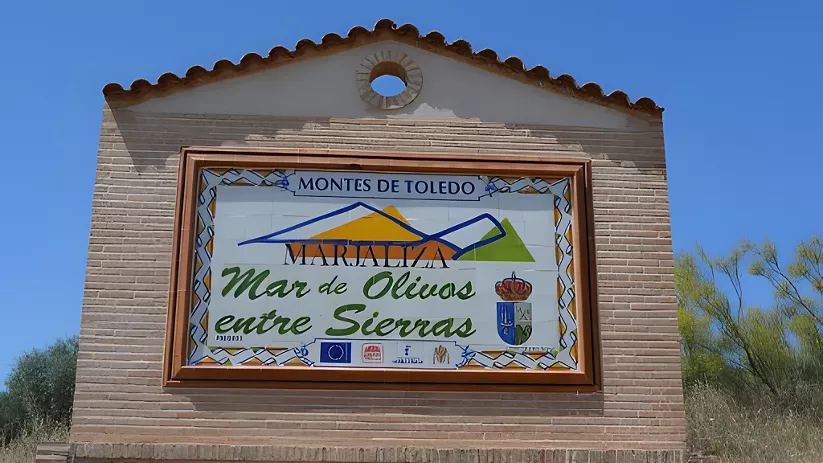 MONTES DE TOLEDO
MARJALIZA
Mar de Olivos
entre Sierras